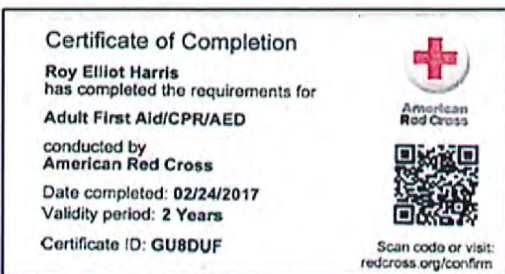 Certificate of Completion
Roy Elliot Harris
has completed the requirements for
Adult First Aid/CPR/AED
conducted by
American Red Cross
Date completed: 02/24/2017
Validity period: 2 Years
Certificate ID: GU8DUF
American
Red Cross
Scan code or visit:
redcross.org/confirm